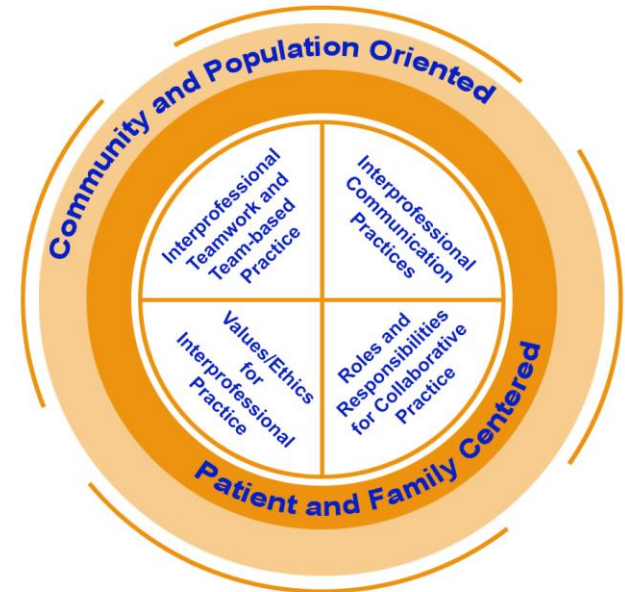 Community and Population Oriented
Interprofessional
Teamwork and
Team-based
Practice
Interprofessional
Communication
Practices
Values/Ethics
for
Interprofessional
Practice
Roles and
Responsibilities
for Collaborative
Practice
Patient and Family Centered